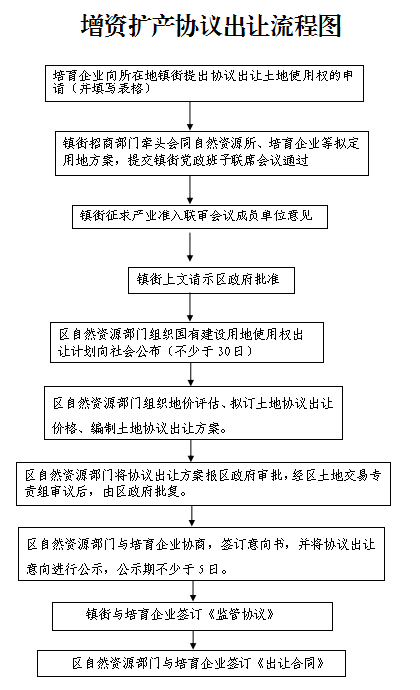 增资扩产协议出让流程图
培育企业向所在地镇街提出协议出让土地使用权的申
请（并填写表格）
镇街招商部门牵头会同自然资源所、培育企业等拟定
用地方案，提交镇街党政班子联席会议通过
镇街征求产业准入联审会议成员单位意见
镇街上文请示区政府批准
区自然资源部门组织国有建设用地使用权出
让计划向社会公布（不少于30日）
区自然资源部门组织地价评估、拟订土地协议出让
价格、编制土地协议出让方案。
区自然资源部门将协议出让方案报区政府审批，经区土地交易专
责组审议后，由区政府批复。
区自然资源部门与培育企业协商，签订意向书，并将协议出让
意向进行公示，公示期不少于5日。
镇街与培育企业签订《监管协议》
区自然资源部门与培育企业签订《出让合同》